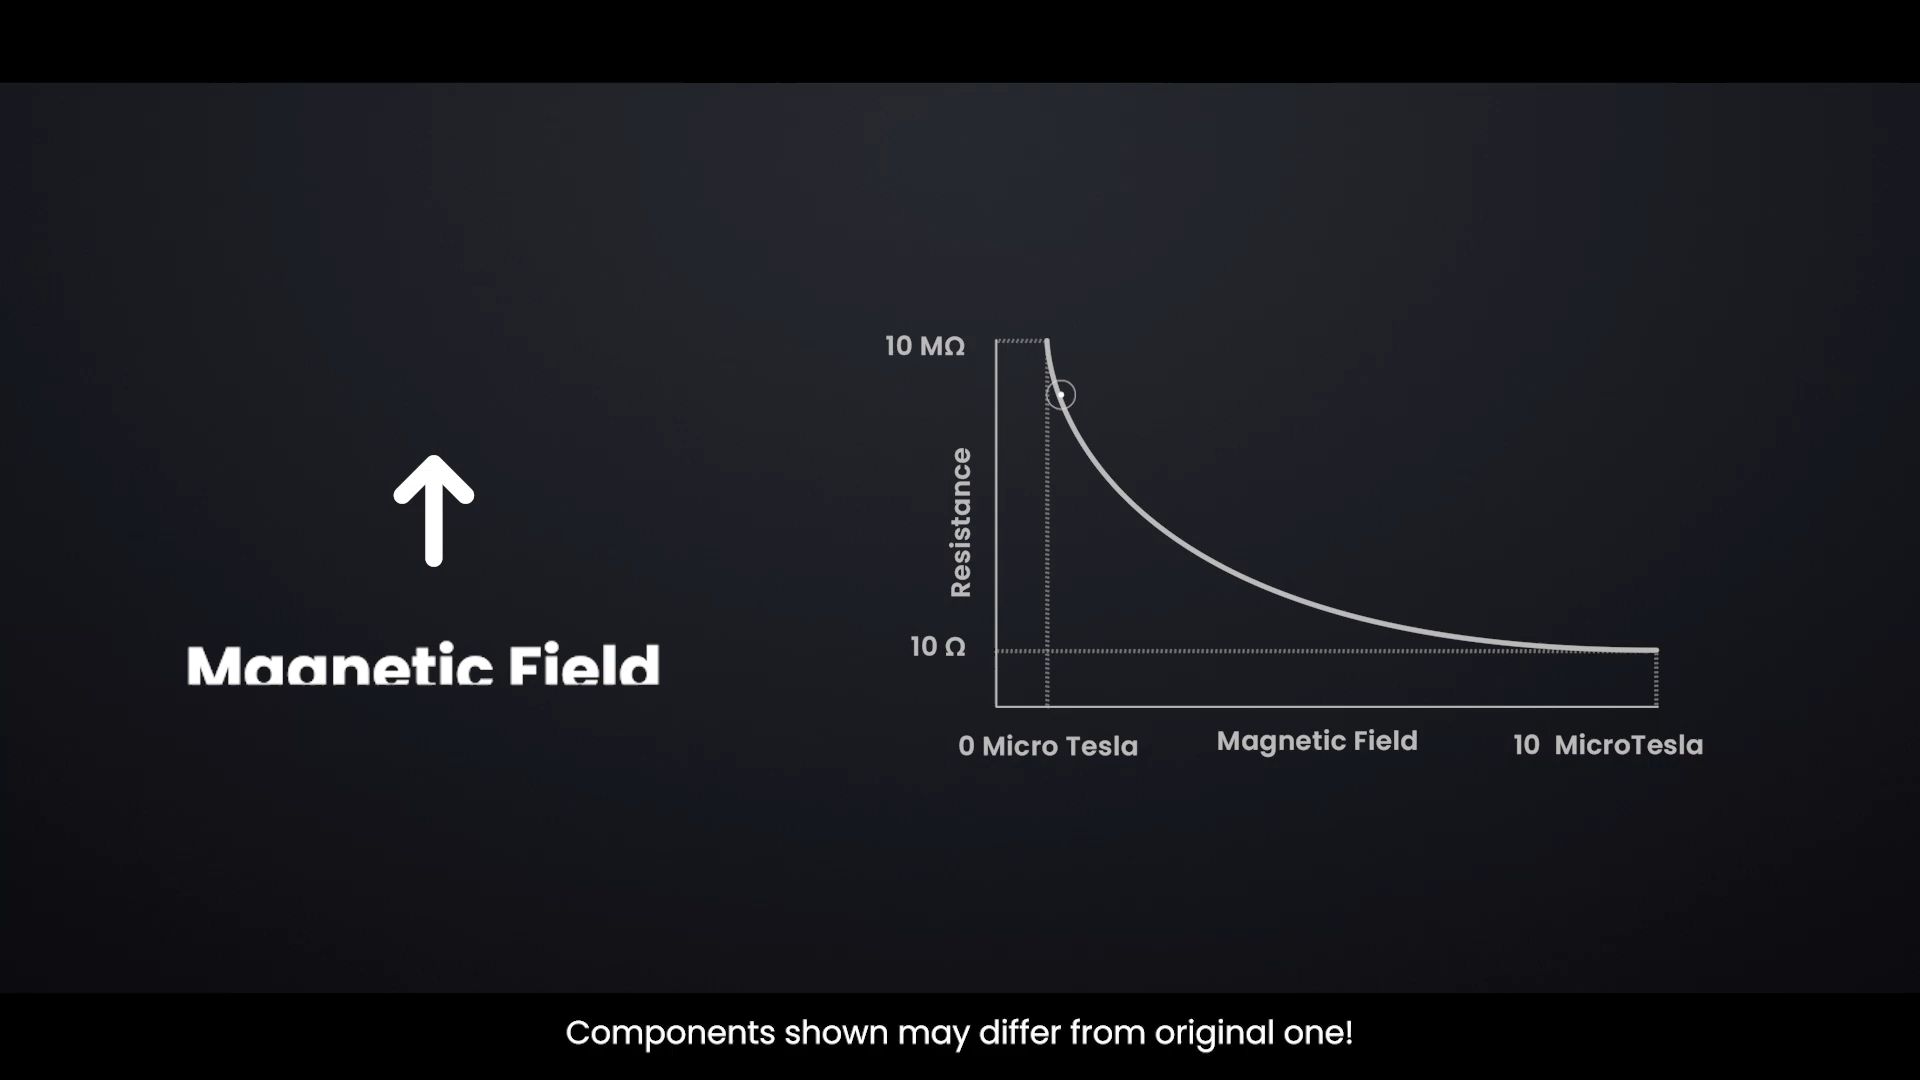 10 MΩ
Resistance
10 Ω
Magnetic Field
0 Micro Tesla
Magnetic Field
10 MicroTesla
Components shown may differ from original one!